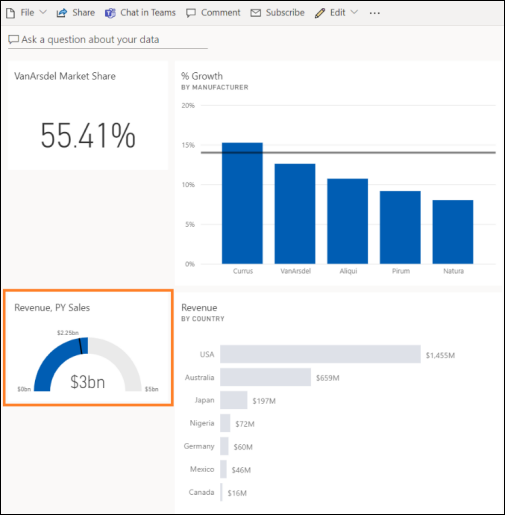 File Share Chat in Teams Comment Subscribe Edit ...
Ask a question about your data
VanArsdel Market Share
55.41%
% Growth
BY MANUFACTURER
20%
15%
10%
5%
0%
Currus VanArsdel Aliqui Pirum Natura
Revenue, PY Sales
$2.25bn
$0bn $3bn $5bn
Revenue
BY COUNTRY
USA $1,455M
Australia $659M
Japan $197M
Nigeria $72M
Germany $60M
Mexico $46M
Canada $16M